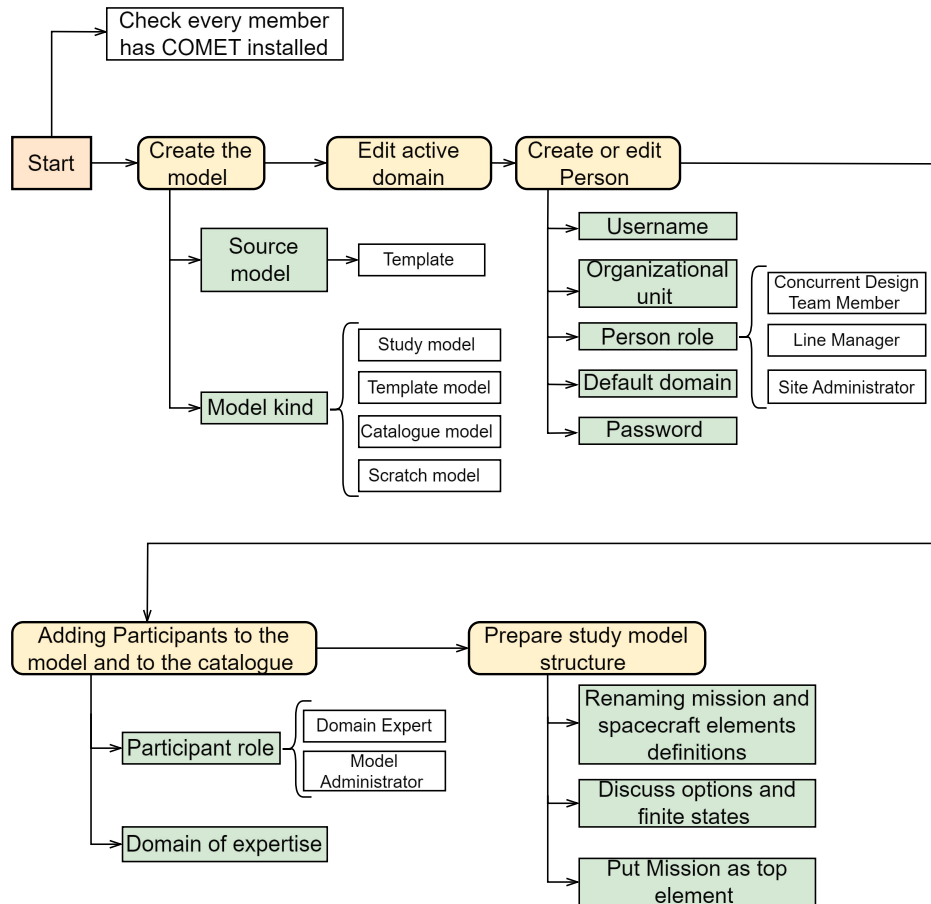 Check every member
has COMET installed
Start
Create the
model
Edit active
domain
Create or edit
Person
Source
model
Template
Model kind
Study model
Template model
Catalogue model
Scratch model
Username
Organizational
unit
Person role
Default domain
Password
Concurrent Design
Team Member
Line Manager
Site Administrator
Adding Participants to the
model and to the catalogue
Participant role
Domain Expert
Model
Administrator
Domain of expertise
Prepare study model
structure
Renaming mission and
spacecraft elements
definitions
Discuss options and
finite states
Put Mission as top
element